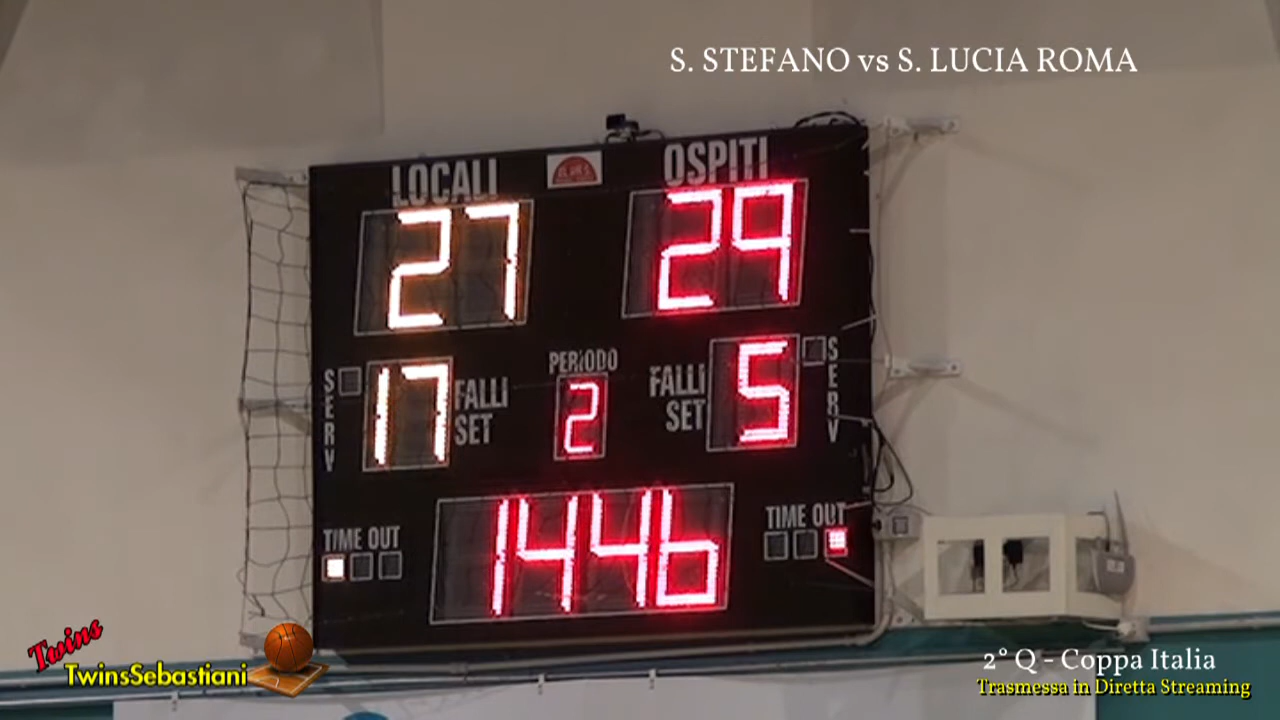 S. STEFANO vs S. LUCIA ROMA
LOCALI
OSPITI
27
29
SERV
17
FALLI
SET
PERIODO
2
FALLI
SET
5
SERV
TIME OUT
1446
TIME OUT
Twins
TwinsSebastiani
2° Q - Coppa Italia
Trasmessa in Diretta Streaming